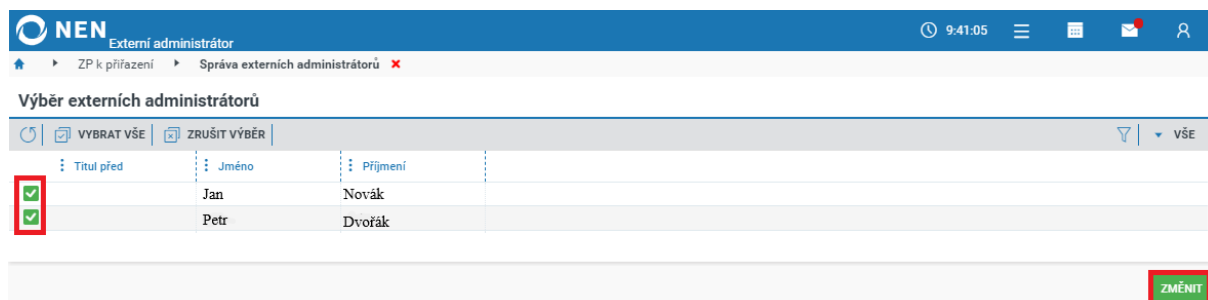 NEN
Externí administrátor
9:41:05
ZP k přiřazení
Správa externích administrátorů
Výběr externích administrátorů
VYBRAT VŠE ZRUŠIT VÝBĚR VŠE
Titul před Jméno Příjmení
Jan Novák
Petr Dvořák
ZMĚNIT